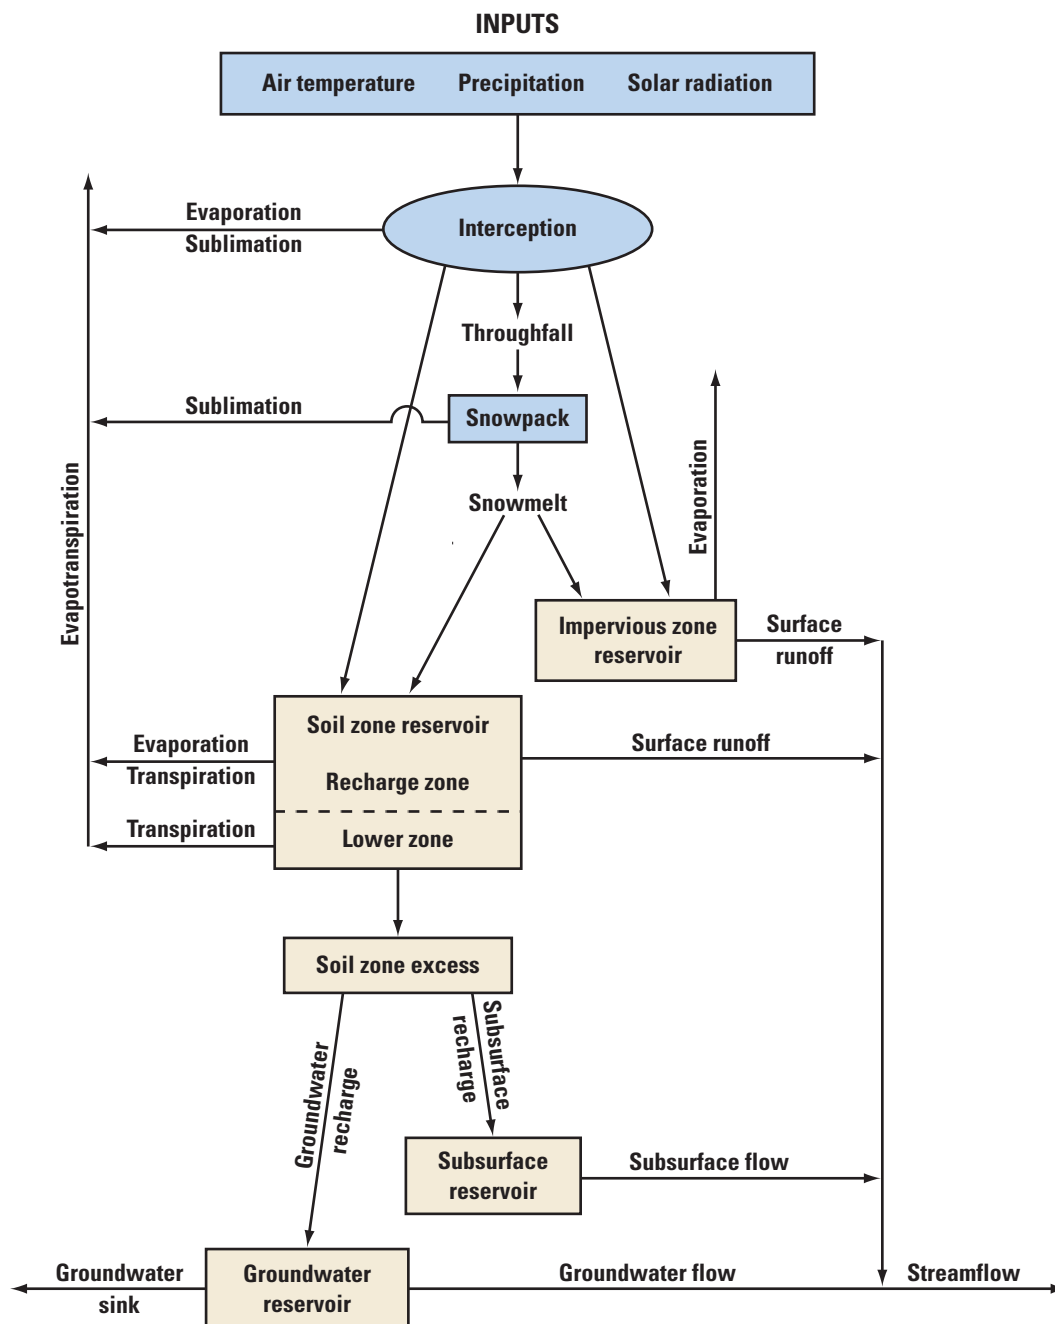 INPUTS
Air temperature Precipitation Solar radiation
Interception
Evaporation
Sublimation
Throughfall
Sublimation
Snowpack
Snowmelt
Evaporation
Evapotranspiration
Impervious zone
reservoir
Surface
runoff
Soil zone reservoir
Recharge zone
Lower zone
Evaporation
Transpiration
Transpiration
Surface runoff
Soil zone excess
Groundwater
recharge
Subsurface
recharge
Subsurface
reservoir
Subsurface flow
Groundwater
sink
Groundwater
reservoir
Groundwater flow
Streamflow